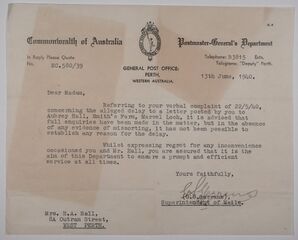 Commonwealth of Australia
Postmaster-General's Department
In Reply Please Quote
No. EO.580/39
GENERAL POST OFFICE:
PERTH,
WESTERN AUSTRALIA.
Telephone: B3815 Ext.
Telegrams: "Deputy" Perth.
13th June, 1940.
Dear Madam,
Referring to your verbal complaint of 22/5/40,
concerning the alleged delay to a letter posted by you to
Aubrey Hall, Smith's Farm, Marvel Loch, it is advised that
full enquiries have been made in the matter, but in the absence
of any evidence of missorting, it has not been possible to
establish any reason for the delay.
Whilst expressing regret for any inconvenience
occasioned you and Mr. Hall, you are assured that it is the
aim of this Department to ensure a prompt and efficient
service at all times.
Yours faithfully,
Superintendent of Mails.
Mrs. E.A. Hall,
6A Outram Street,
WEST PERTH.